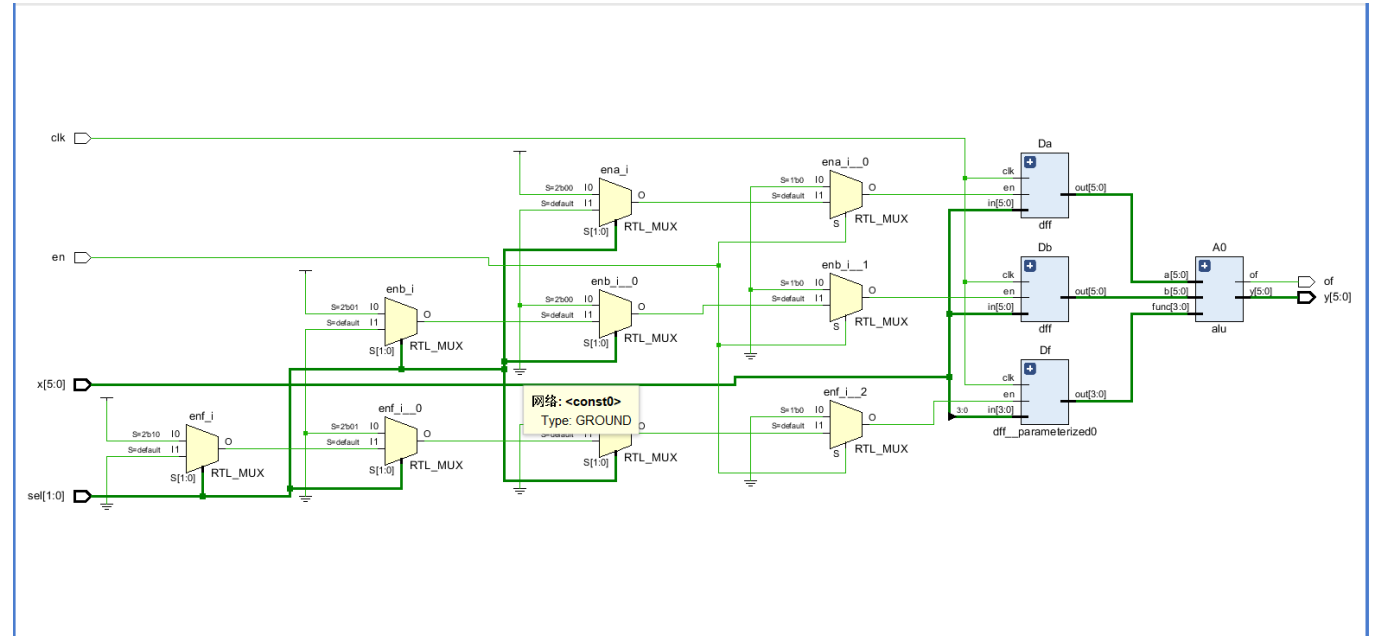 clk
en
x[5:0]
sel[1:0]
enf_i
S=2'b10 I0
S=default I1
S[1:0]
O
RTL_MUX
enb_i
S=2'b01 I0
S=default I1
S[1:0]
O
RTL_MUX
enf_i__0
S=2'b01 I0
S=default I1
S[1:0]
O
RTL_MUX
ena_i
S=2'b00 I0
S=default I1
S[1:0]
O
RTL_MUX
enb_i__0
S=2'b00 I0
S=default I1
S[1:0]
O
RTL_MUX
网络: <const0>
Type: GROUND
S=default I1
S[1:0]
O
RTL_MUX
ena_i__0
S=1'b0 I0
S=default I1
S
O
RTL_MUX
enb_i__1
S=1'b0 I0
S=default I1
S
O
RTL_MUX
enf_i__2
S=1'b0 I0
S=default I1
S
O
RTL_MUX
Da
clk
en
in[5:0]
out[5:0]
dff
Db
clk
en
in[5:0]
out[5:0]
dff
Df
clk
en
3:0 in[3:0]
out[3:0]
dff__parameterized0
A0
a[5:0]
b[5:0]
func[3:0]
of
y[5:0]
alu
of
y[5:0]